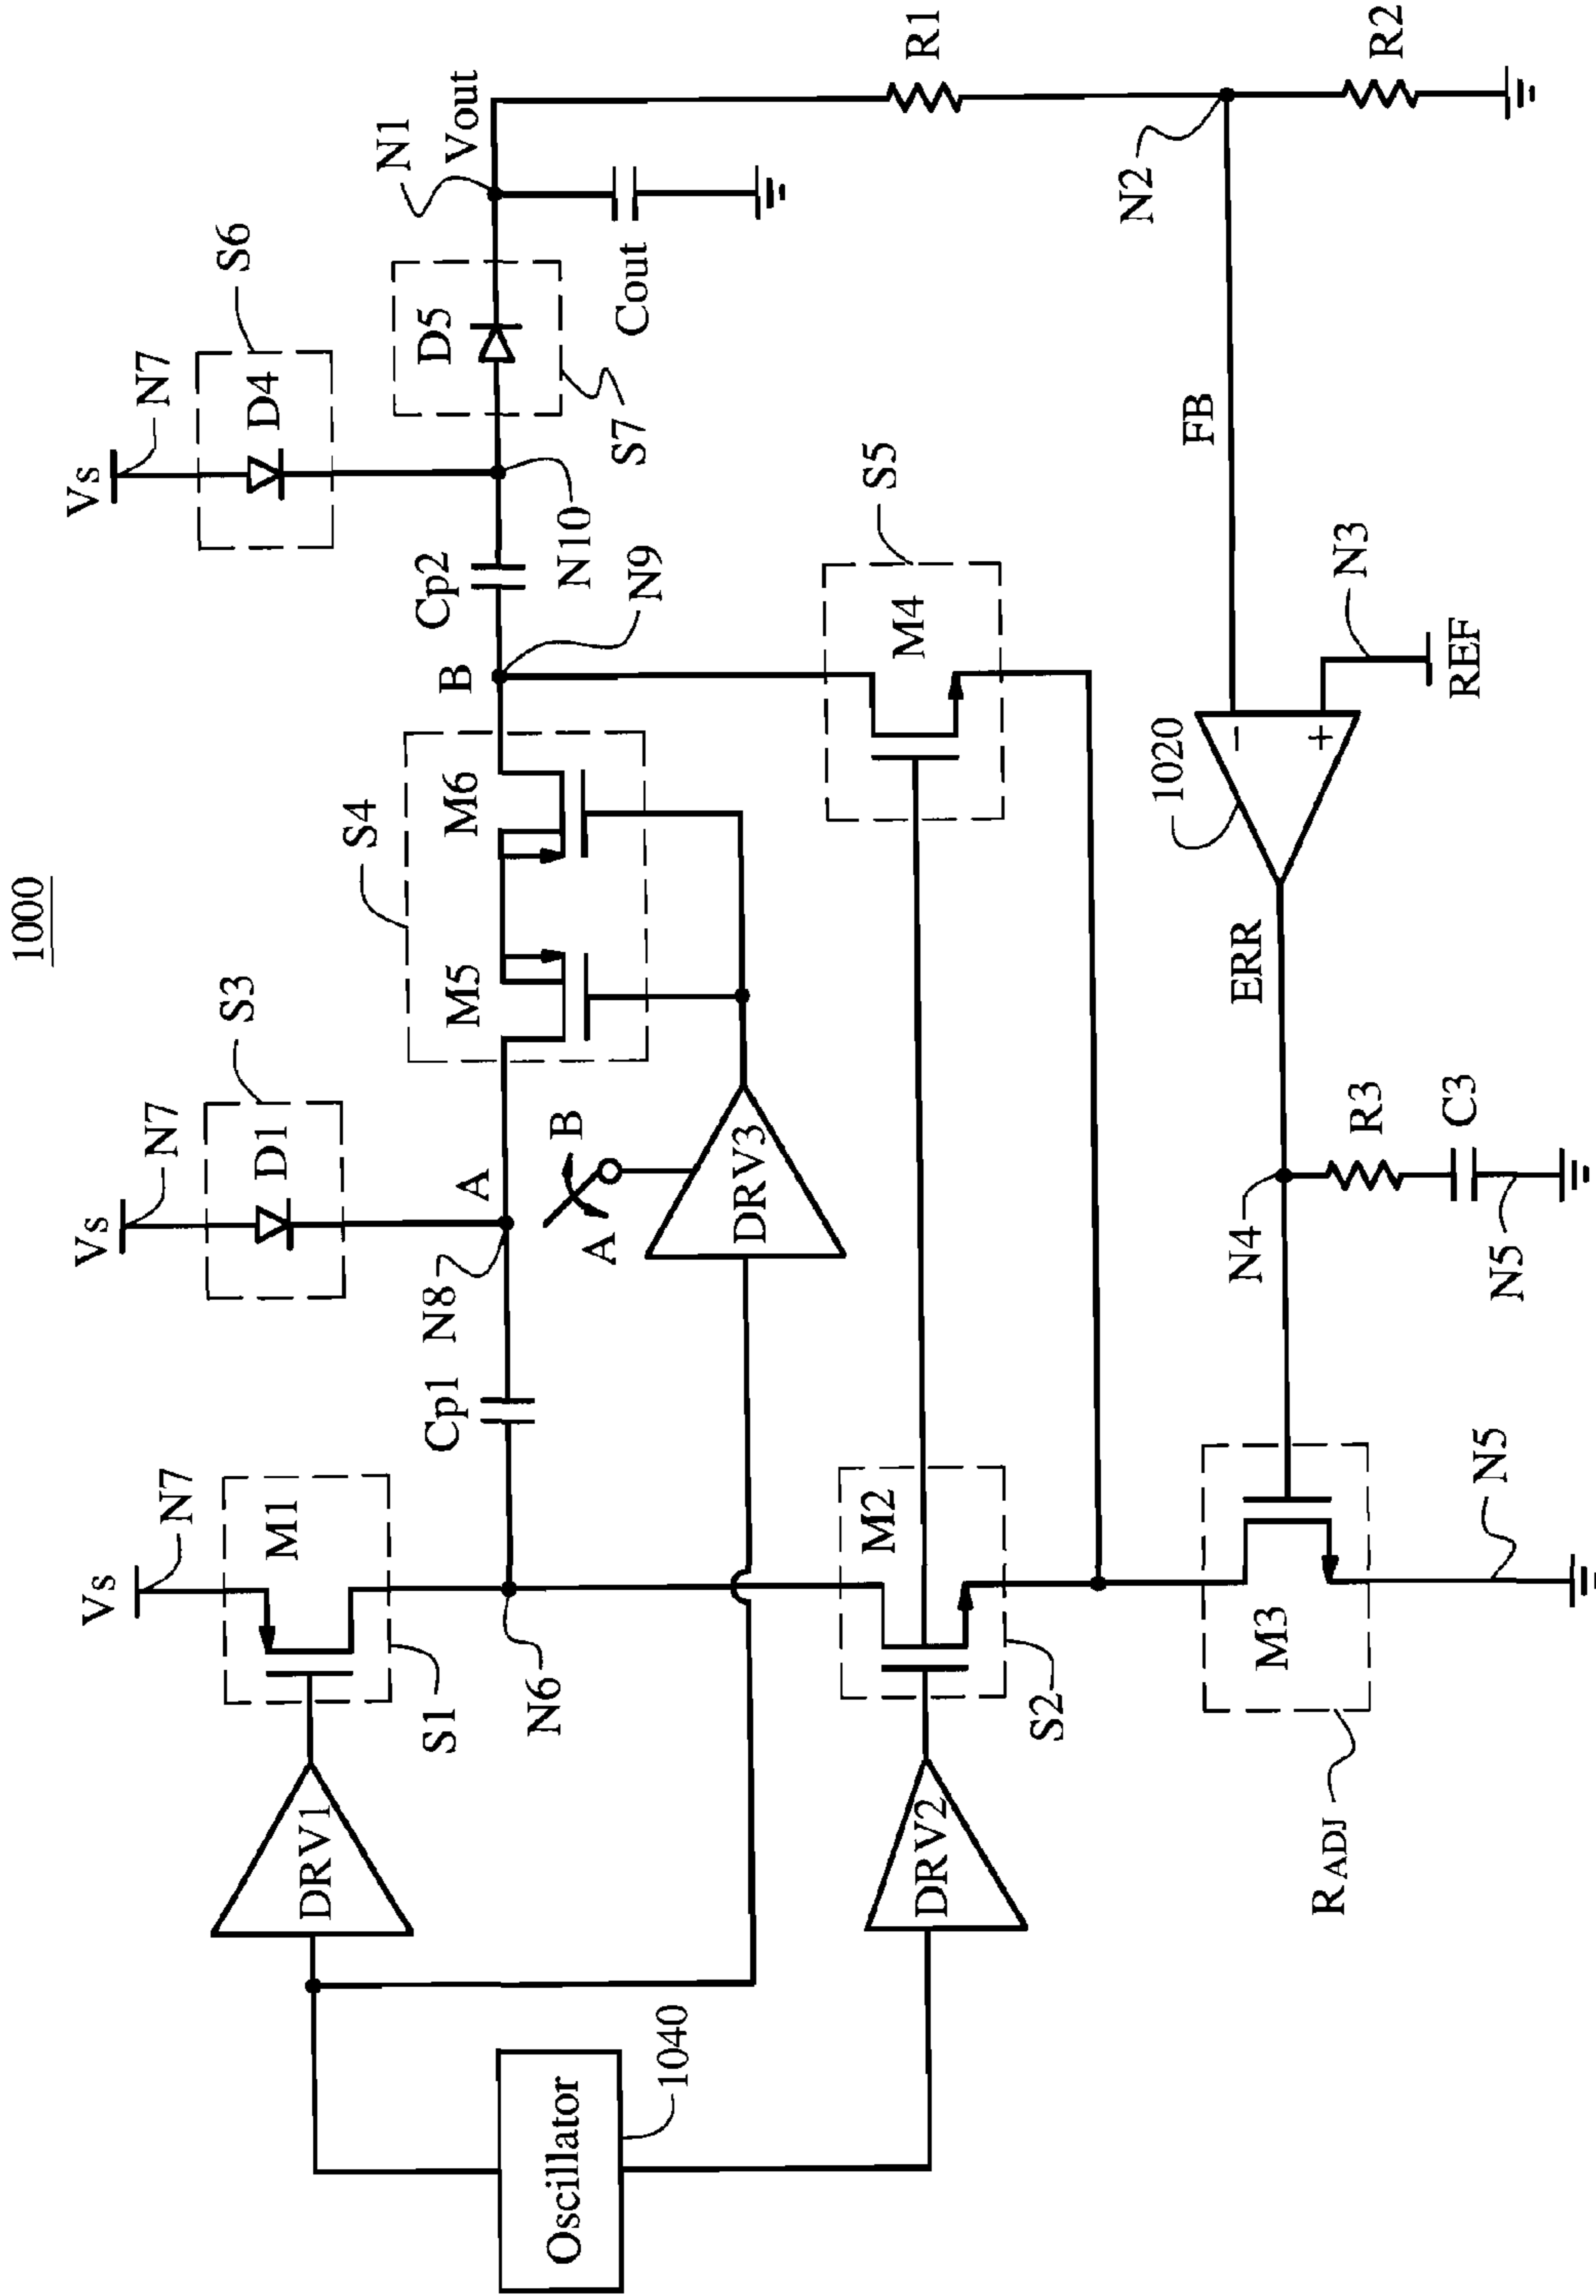 1000
Vs
N7
S6
D4
N1
Vout
Vs
N7
S3
D1
S4
Cp2
N10
D5
S7
Cout
R1
Vs
N7
M1
S1
DRV1
Cp1
N8
A
M5
M6
B
N9
N6
A
B
DRV3
S5
M4
N2
R2
Oscillator
1040
DRV2
M2
S2
FB
1020
-
+
N3
REF
ERR
N4
R3
C3
N5
M3
RADJ
N5